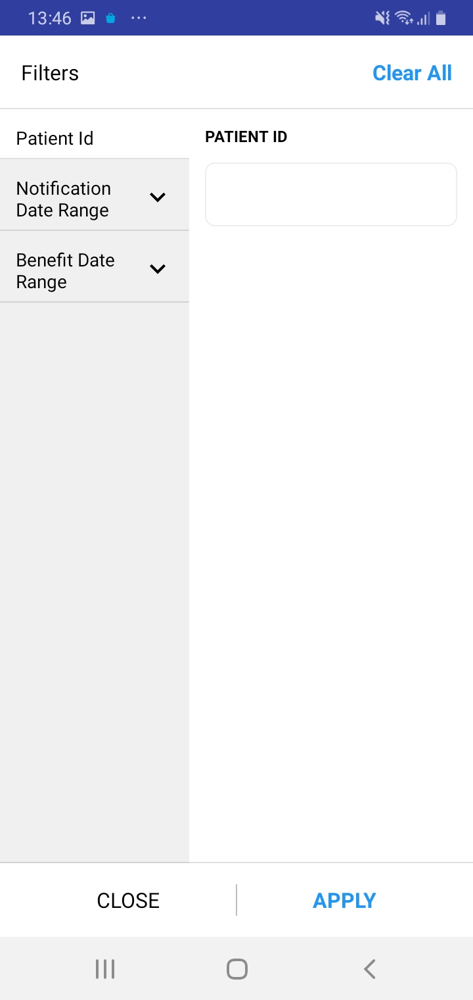 13:46
Filters
Clear All
Patient Id
Notification
Date Range
Benefit Date
Range
PATIENT ID
CLOSE
APPLY